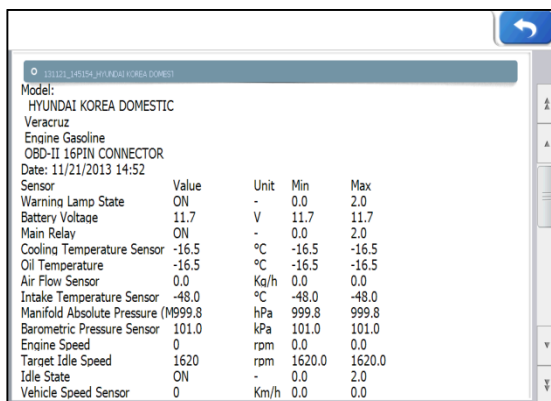 131121_145154_HYUNDAI KOREA DOMEST
Model:
HYUNDAI KOREA DOMESTIC
Veracruz
Engine Gasoline
OBD-II 16PIN CONNECTOR
Date: 11/21/2013 14:52
Sensor Value Unit Min Max
Warning Lamp State ON - 0.0 2.0
Battery Voltage 11.7 V 11.7 11.7
Main Relay ON - 0.0 2.0
Cooling Temperature Sensor -16.5 °C -16.5 -16.5
Oil Temperature -16.5 °C -16.5 -16.5
Air Flow Sensor 0.0 Kg/h 0.0 0.0
Intake Temperature Sensor -48.0 °C -48.0 -48.0
Manifold Absolute Pressure (M999.8 hPa 999.8 999.8
Barometric Pressure Sensor 101.0 kPa 101.0 101.0
Engine Speed 0 rpm 0.0 0.0
Target Idle Speed 1620 rpm 1620.0 1620.0
Idle State ON - 0.0 2.0
Vehicle Speed Sensor 0 Km/h 0.0 0.0